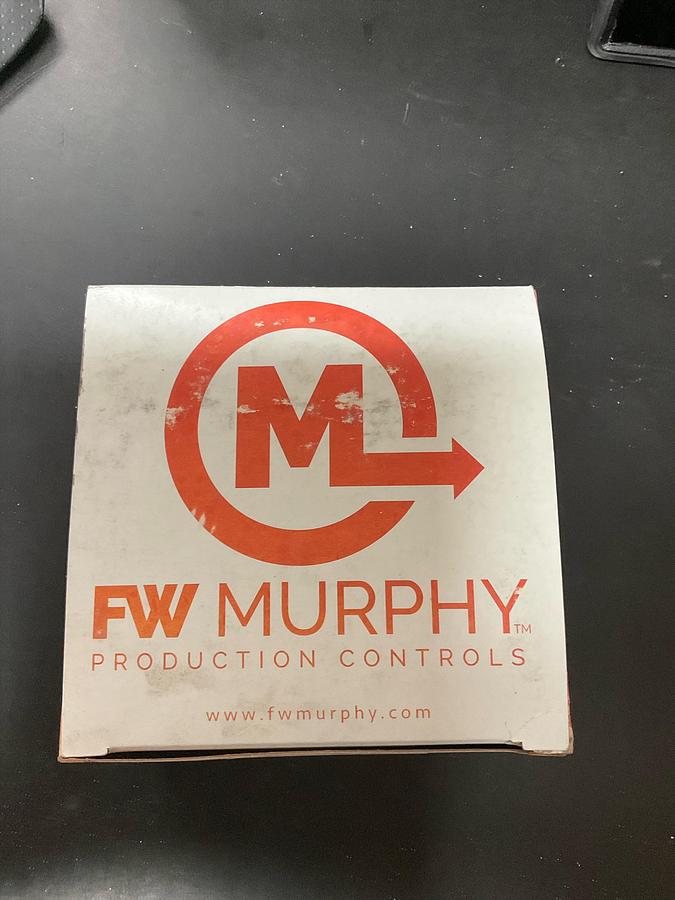 M
FW MURPHY™
PRODUCTION CONTROLS
www.fwmurphy.com